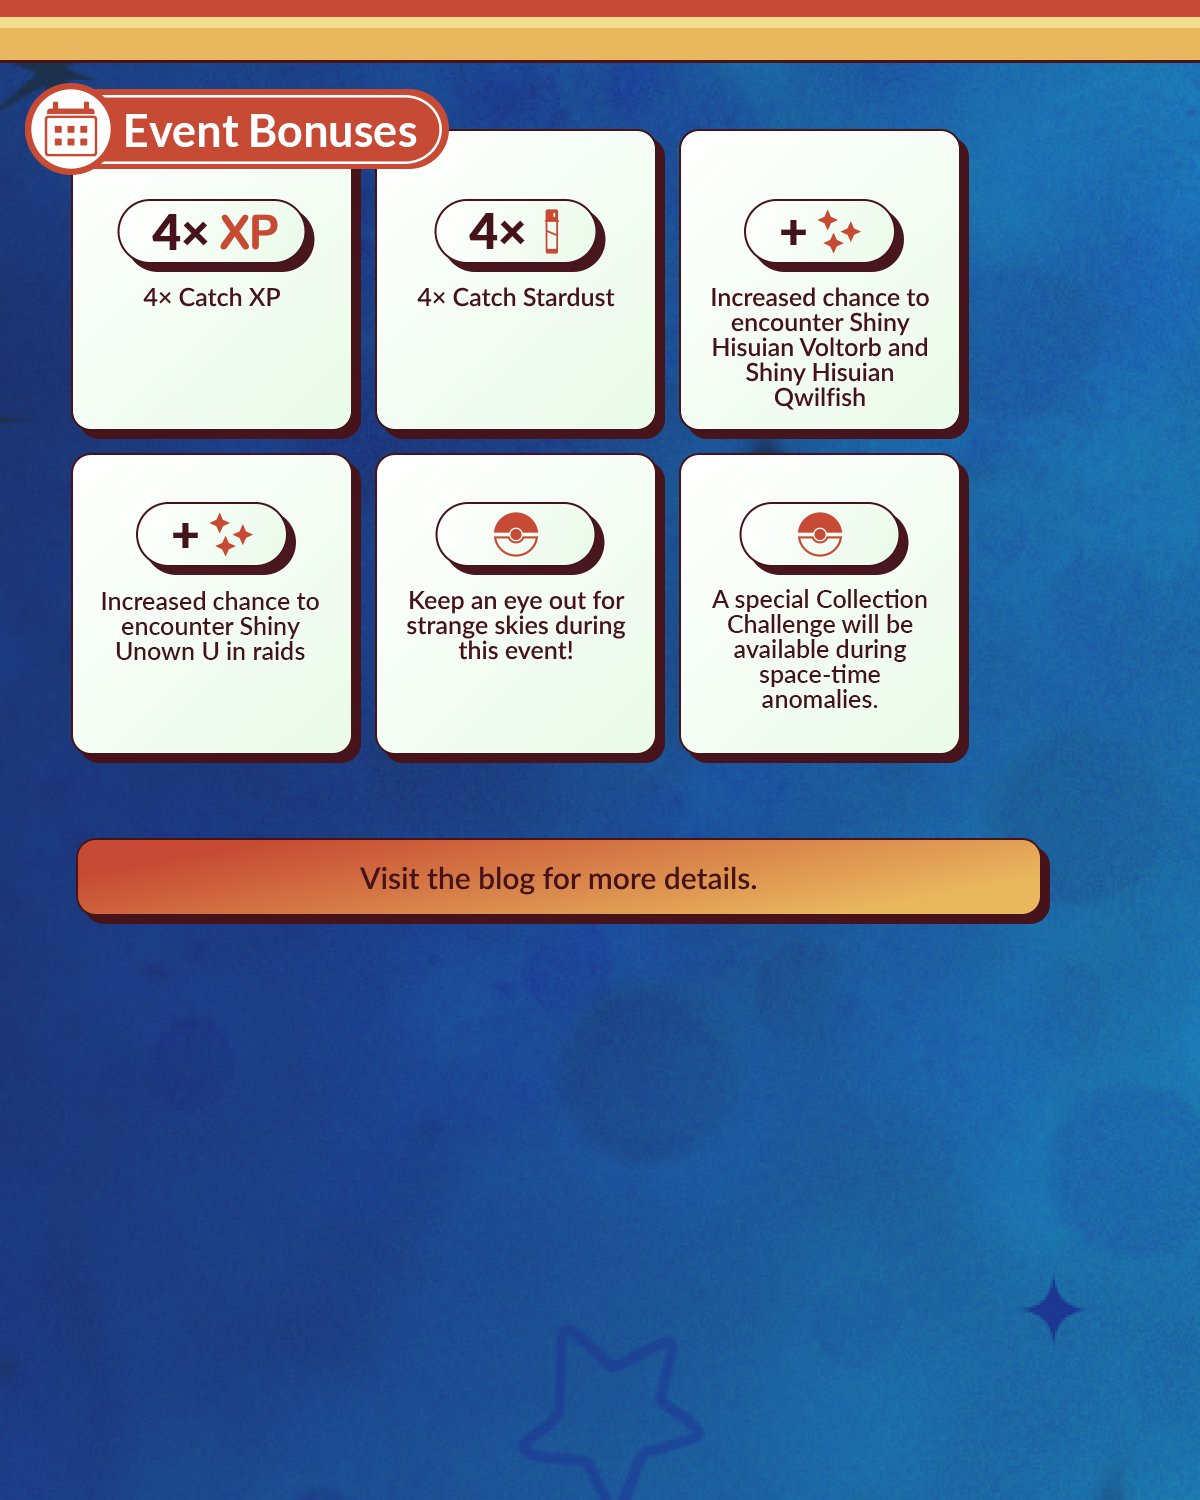 Event Bonuses
4× XP
4× Catch XP
4×
4× Catch Stardust
+
Increased chance to
encounter Shiny
Hisuian Voltorb and
Shiny Hisuian
Qwilfish
+
Increased chance to
encounter Shiny
Unown U in raids
Keep an eye out for
strange skies during
this event!
A special Collection
Challenge will be
available during
space-time
anomalies.
Visit the blog for more details.